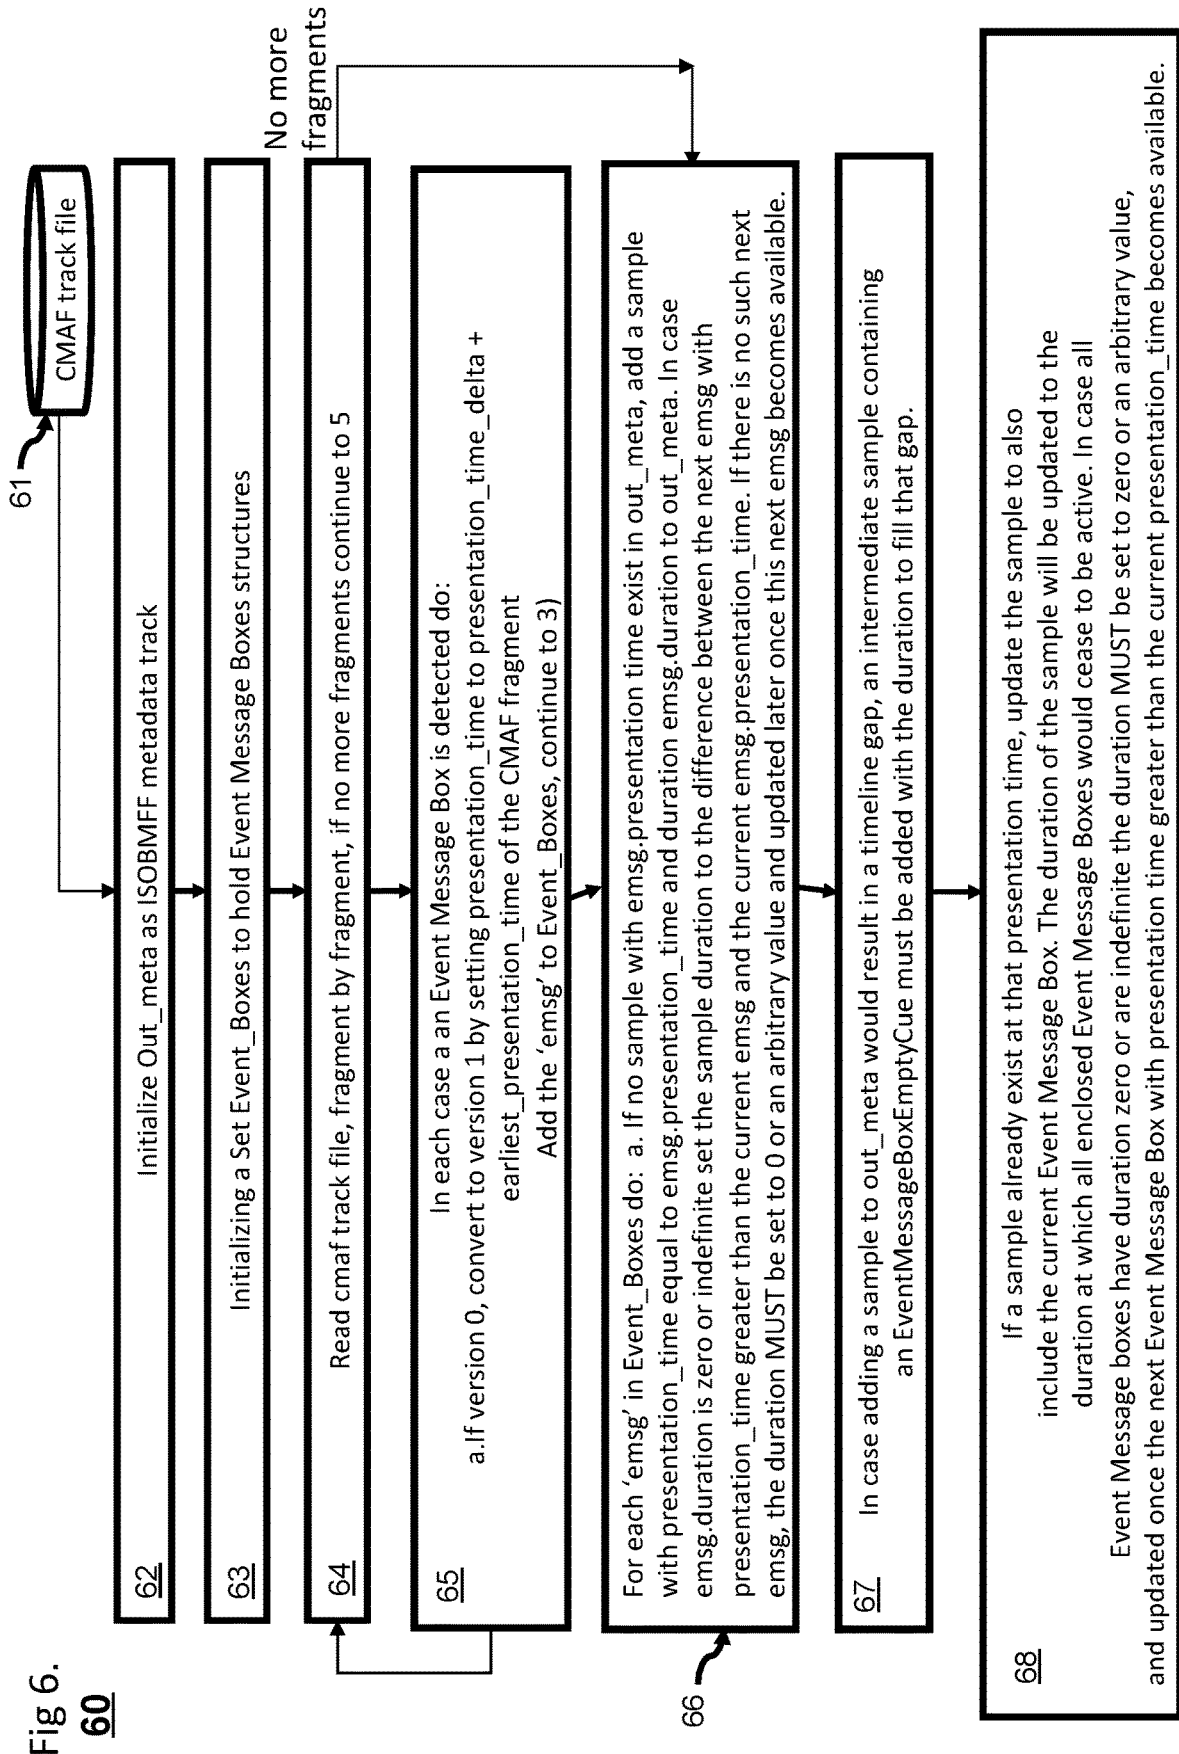 Fig 6.
60
61
CMAF track file
62
Initialize Out_meta as ISOBMFF metadata track
63
Initializing a Set Event_Boxes to hold Event Message Boxes structures
No more
fragments
64
Read cmaf track file, fragment by fragment, if no more fragments continue to 5
65
In each case a an Event Message Box is detected do:
a.If version 0, convert to version 1 by setting presentation_time to presentation_time_delta +
earliest_presentation_time of the CMAF fragment
Add the ‘emsg’ to Event_Boxes, continue to 3)
66
For each ‘emsg’ in Event_Boxes do: a. If no sample with emsg.presentation time exist in out_meta, add a sample
with presentation_time equal to emsg.presentation_time and duration emsg.duration to out_meta. In case
emsg.duration is zero or indefinite set the sample duration to the difference between the next emsg with
presentation_time greater than the current emsg and the current emsg.presentation_time. If there is no such next
emsg, the duration MUST be set to 0 or an arbitrary value and updated later once this next emsg becomes available.
67
In case adding a sample to out_meta would result in a timeline gap, an intermediate sample containing
an EventMessageBoxEmptyCue must be added with the duration to fill that gap.
68
If a sample already exist at that presentation time, update the sample to also
include the current Event Message Box. The duration of the sample will be updated to the
duration at which all enclosed Event Message Boxes would cease to be active. In case all
Event Message boxes have duration zero or are indefinite the duration MUST be set to zero or an arbitrary value,
and updated once the next Event Message Box with presentation time greater than the current presentation_time becomes available.